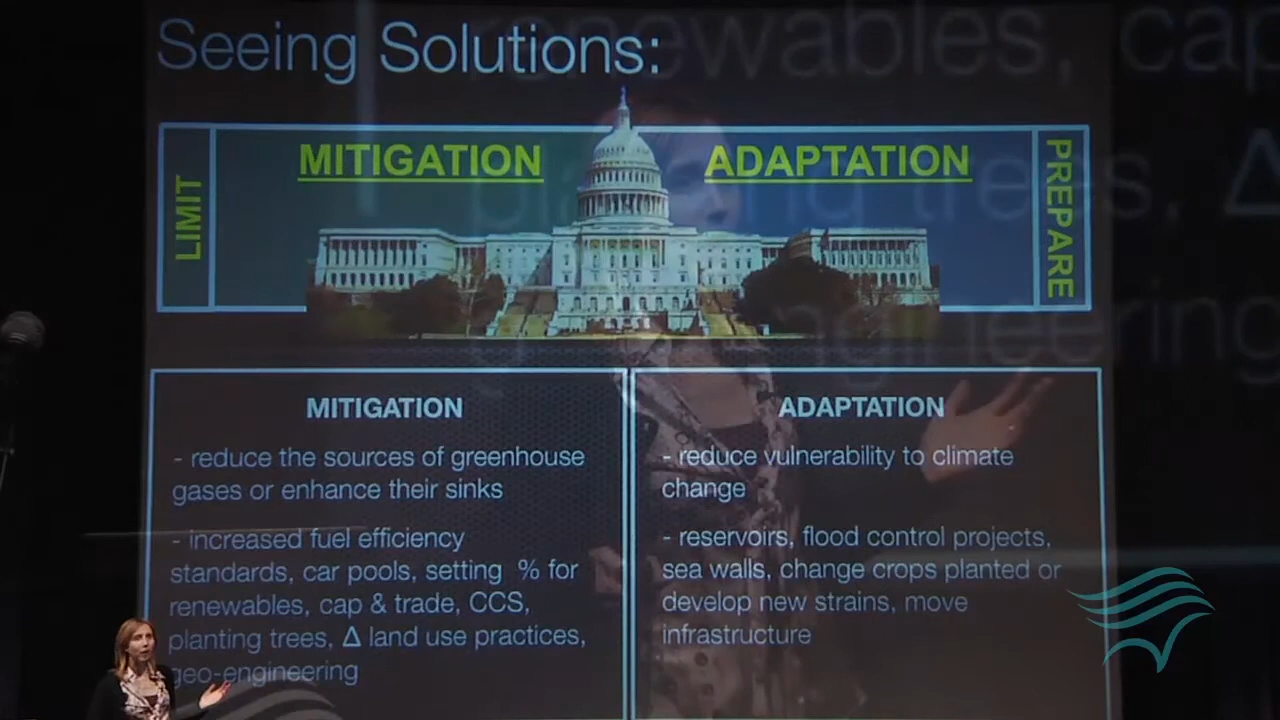 Seeing Solutions:
LIMIT
MITIGATION
ADAPTATION
PREPARE
MITIGATION
- reduce the sources of greenhouse
gases or enhance their sinks
- increased fuel efficiency
standards, car pools, setting % for
renewables, cap & trade, CCS,
planting trees, Δ land use practices,
geo-engineering
ADAPTATION
- reduce vulnerability to climate
change
- reservoirs, flood control projects,
sea walls, change crops planted or
develop new strains, move
infrastructure